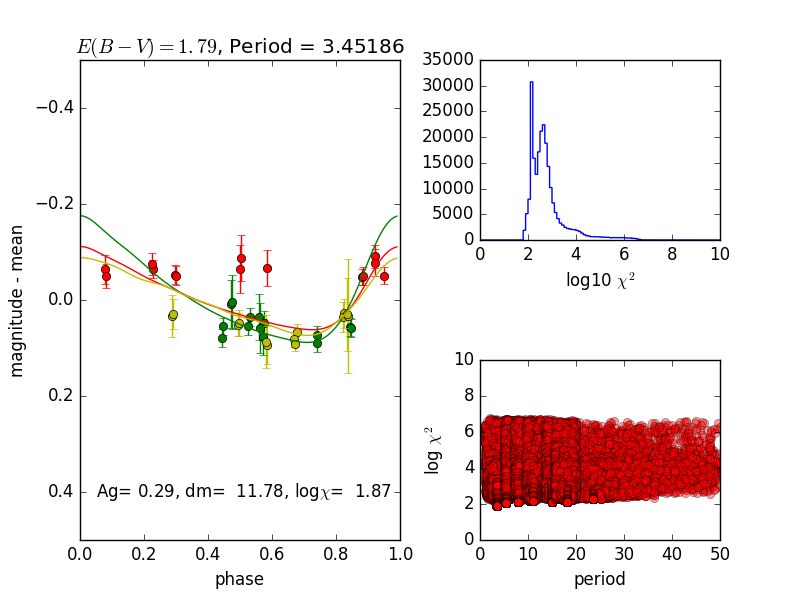 E(B − V) = 1.79, Period = 3.45186
−0.4
−0.2
0.0
0.2
0.4
magnitude - mean
Ag= 0.29, dm=  11.78, logχ=  1.87
0.0 0.2 0.4 0.6 0.8 1.0
phase
35000
30000
25000
20000
15000
10000
5000
0
0 2 4 6 8 10
log10 χ²
10
8
6
4
2
0
log χ²
0 10 20 30 40 50
period